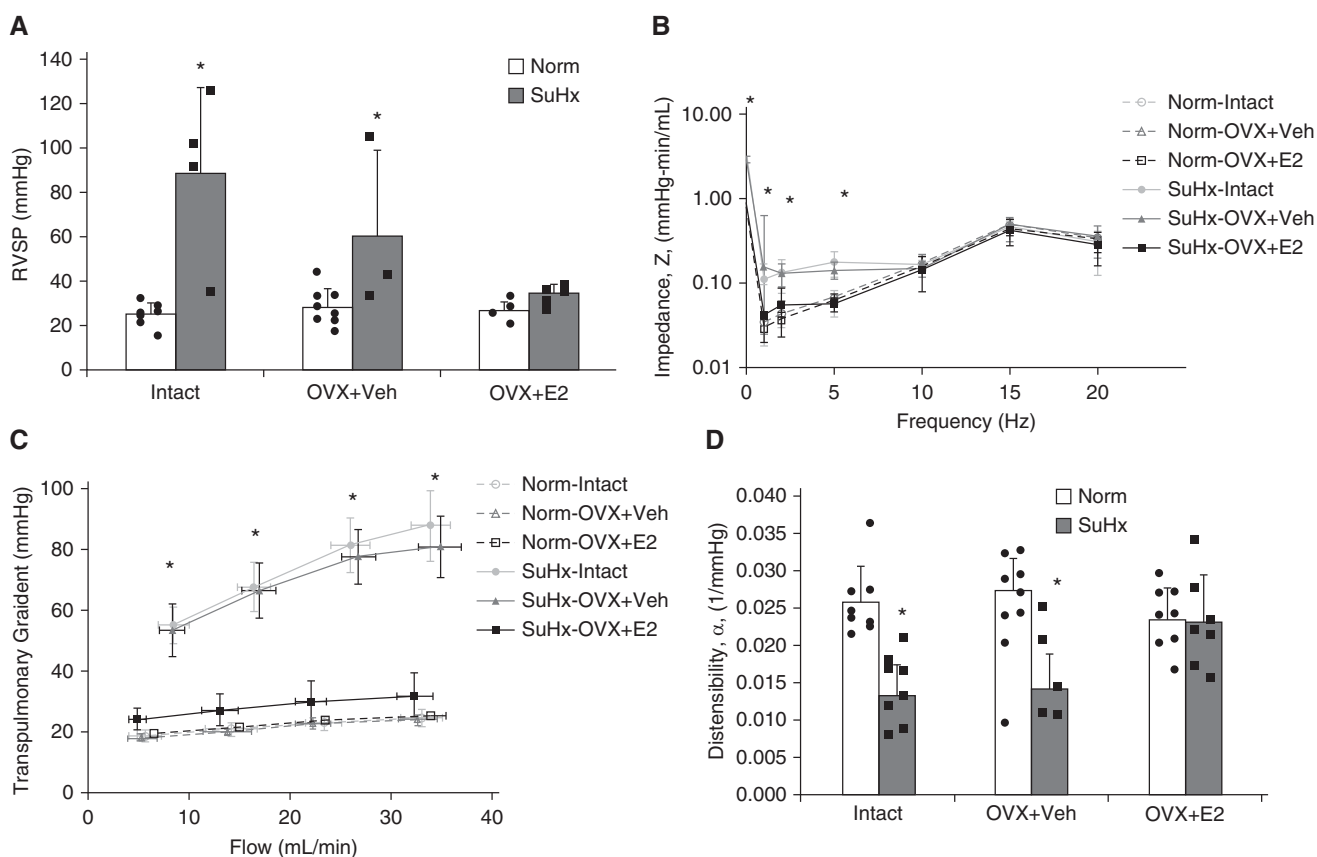 A
RVSP (mmHg)
140
120
100
80
60
40
20
0
*
*
Norm
SuHx
Intact
OVX+Veh
OVX+E2
B
Impedance, Z, (mmHg-min/mL)
10.00
1.00
0.10
0.01
*
*
*
*
0
5
10
15
20
Frequency (Hz)
Norm-Intact
Norm-OVX+Veh
Norm-OVX+E2
SuHx-Intact
SuHx-OVX+Veh
SuHx-OVX+E2
C
Transpulmonary Graident (mmHg)
100
80
60
40
20
0
*
*
*
*
0
10
20
30
40
Flow (mL/min)
Norm-Intact
Norm-OVX+Veh
Norm-OVX+E2
SuHx-Intact
SuHx-OVX+Veh
SuHx-OVX+E2
D
Distensibility, α, (1/mmHg)
0.040
0.035
0.030
0.025
0.020
0.015
0.010
0.005
0.000
*
*
Norm
SuHx
Intact
OVX+Veh
OVX+E2